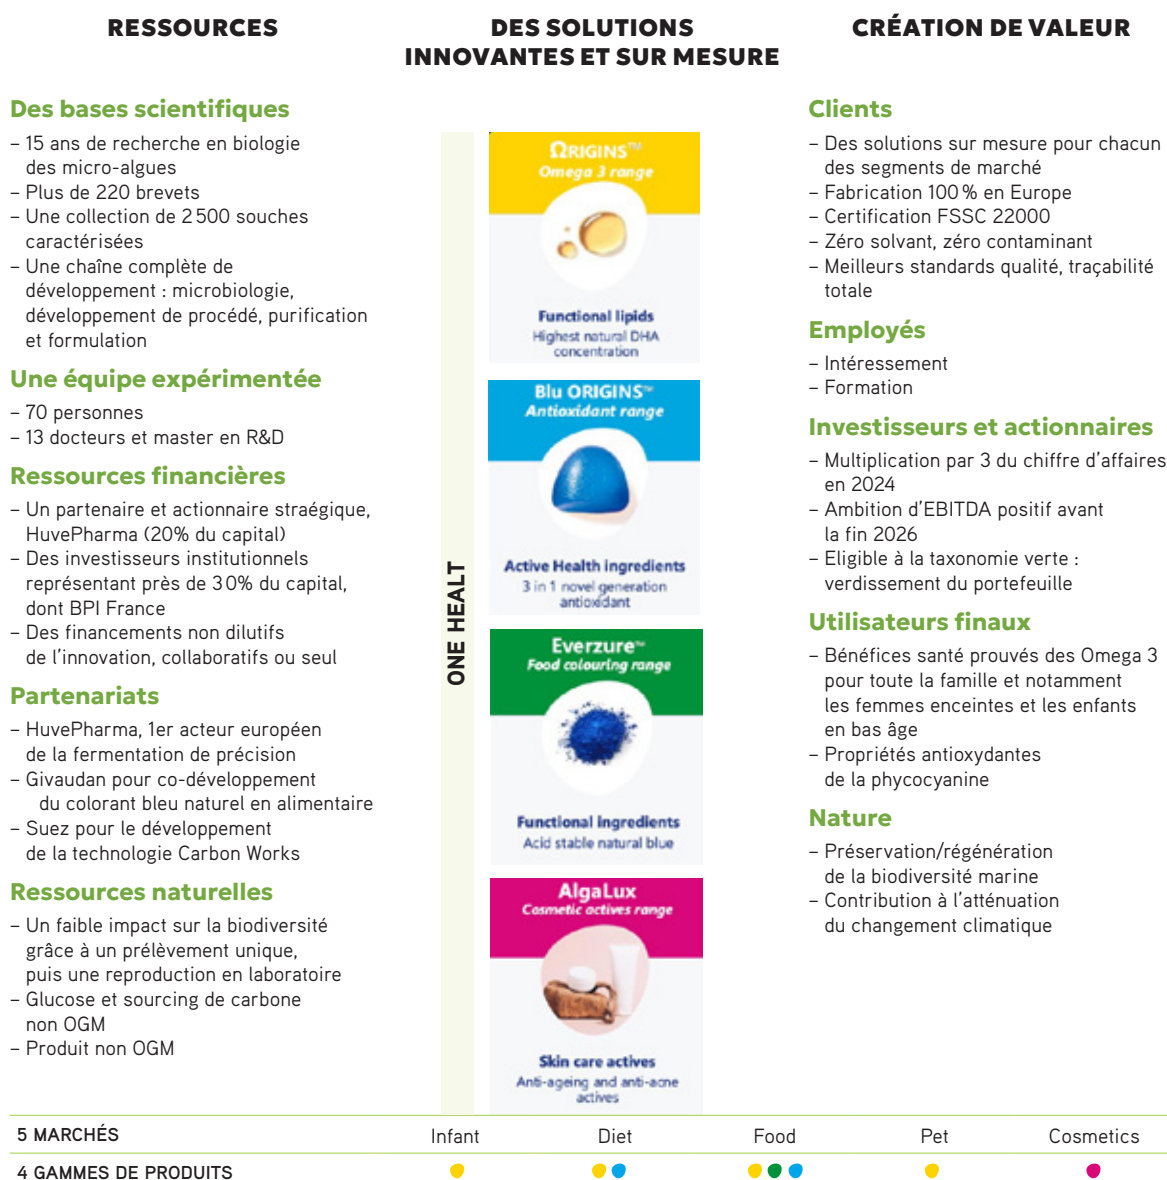 RESSOURCES
Des bases scientifiques
– 15 ans de recherche en biologie
des micro-algues
– Plus de 220 brevets
– Une collection de 2 500 souches
caractérisées
– Une chaîne complète de
développement : microbiologie,
développement de procédé, purification
et formulation
Une équipe expérimentée
– 70 personnes
– 13 docteurs et master en R&D
Ressources financières
– Un partenaire et actionnaire straégique,
HuvePharma (20% du capital)
– Des investisseurs institutionnels
représentant près de 30% du capital,
dont BPI France
– Des financements non dilutifs
de l’innovation, collaboratifs ou seul
Partenariats
– HuvePharma, 1er acteur européen
de la fermentation de précision
– Givaudan pour co-développement
du colorant bleu naturel en alimentaire
– Suez pour le développement
de la technologie Carbon Works
Ressources naturelles
– Un faible impact sur la biodiversité
grâce à un prélèvement unique,
puis une reproduction en laboratoire
– Glucose et sourcing de carbone
non OGM
– Produit non OGM
DES SOLUTIONS
INNOVANTES ET SUR MESURE
ONE HEALT
ΩRIGINS™
Omega 3 range
Functional lipids
Highest natural DHA
concentration
Blu ORIGINS™
Antioxidant range
Active Health ingredients
3 in 1 novel generation
antioxidant
Everzure™
Food colouring range
Functional ingredients
Acid stable natural blue
AlgaLux
Cosmetic actives range
Skin care actives
Anti-ageing and anti-acne
actives
CRÉATION DE VALEUR
Clients
– Des solutions sur mesure pour chacun
des segments de marché
– Fabrication 100 % en Europe
– Certification FSSC 22000
– Zéro solvant, zéro contaminant
– Meilleurs standards qualité, traçabilité
totale
Employés
– Intéressement
– Formation
Investisseurs et actionnaires
– Multiplication par 3 du chiffre d’affaires
en 2024
– Ambition d’EBITDA positif avant
la fin 2026
– Eligible à la taxonomie verte :
verdissement du portefeuille
Utilisateurs finaux
– Bénéfices santé prouvés des Omega 3
pour toute la famille et notamment
les femmes enceintes et les enfants
en bas âge
– Propriétés antioxydantes
de la phycocyanine
Nature
– Préservation/régénération
de la biodiversité marine
– Contribution à l’atténuation
du changement climatique
5 MARCHÉS Infant Diet Food Pet Cosmetics
4 GAMMES DE PRODUITS